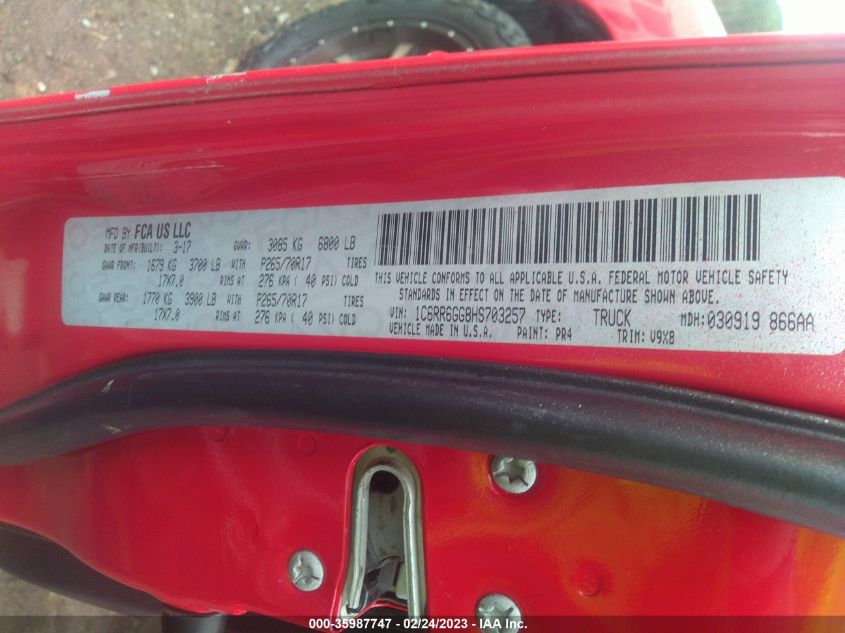 MFD BY FCA US LLC
DATE OF MFR(BUILT): 3-17 GVWR: 3085 KG 6800 LB
GAWR FRONT: 1679 KG 3700 LB WITH P265/70R17 TIRES
17X7.0 RIMS AT 276 KPA ( 40 PSI) COLD
GAWR REAR: 1770 KG 3900 LB WITH P265/70R17 TIRES
17X7.0 RIMS AT 276 KPA ( 40 PSI) COLD
THIS VEHICLE CONFORMS TO ALL APPLICABLE U.S.A. FEDERAL MOTOR VEHICLE SAFETY
STANDARDS IN EFFECT ON THE DATE OF MANUFACTURE SHOWN ABOVE.
VIN: 1C6RR6GG8HS703257 TYPE: TRUCK MDH:030919 866AA
VEHICLE MADE IN U.S.A. PAINT: PR4 TRIM: V9X8
000-35987747 - 02/24/2023 - IAA Inc.